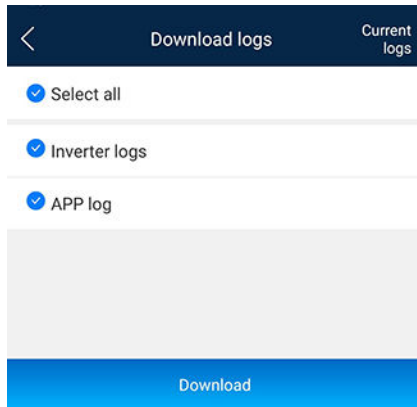 Download logs
Current
logs
Select all
Inverter logs
APP log
Download